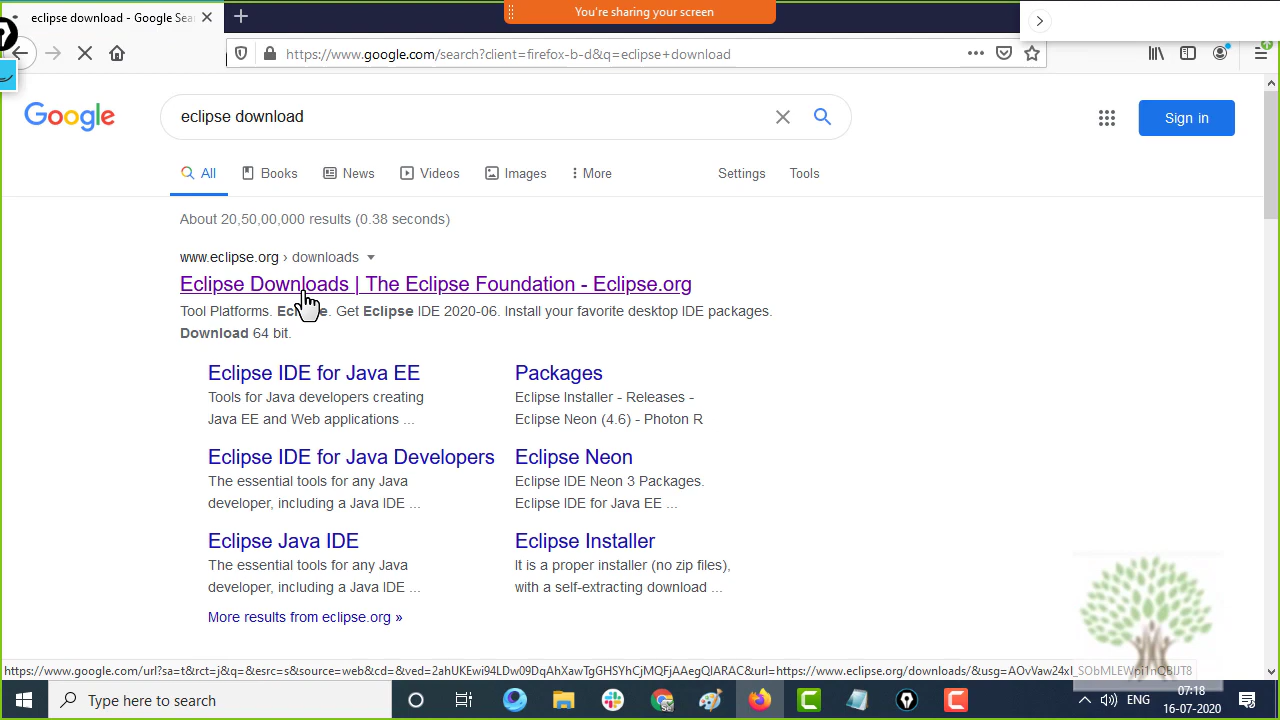 eclipse download - Google Sea
You're sharing your screen
https://www.google.com/search?client=firefox-b-d&q=eclipse+download
Google
eclipse download
Sign in
All
Books
News
Videos
Images
More
Settings
Tools
About 20,50,00,000 results (0.38 seconds)
www.eclipse.org › downloads
Eclipse Downloads | The Eclipse Foundation - Eclipse.org
Tool Platforms. Eclipse. Get Eclipse IDE 2020-06. Install your favorite desktop IDE packages.
Download 64 bit.
Eclipse IDE for Java EE
Tools for Java developers creating
Java EE and Web applications ...
Packages
Eclipse Installer - Releases -
Eclipse Neon (4.6) - Photon R
Eclipse IDE for Java Developers
The essential tools for any Java
developer, including a Java IDE ...
Eclipse Neon
Eclipse IDE Neon 3 Packages.
Eclipse IDE for Java EE ...
Eclipse Java IDE
The essential tools for any Java
developer, including a Java IDE ...
Eclipse Installer
It is a proper installer (no zip files),
with a self-extracting download ...
More results from eclipse.org »
Type here to search
ENG
07:18
16-07-2020